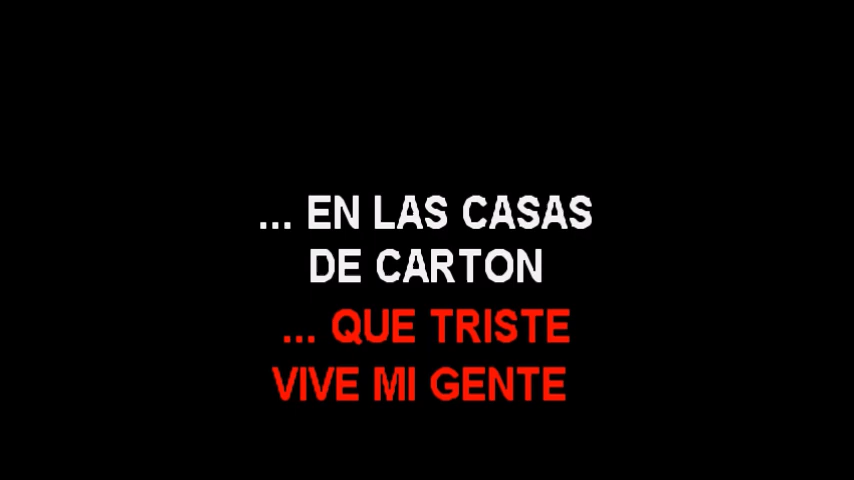 ... EN LAS CASAS
DE CARTON
... QUE TRISTE
VIVE MI GENTE